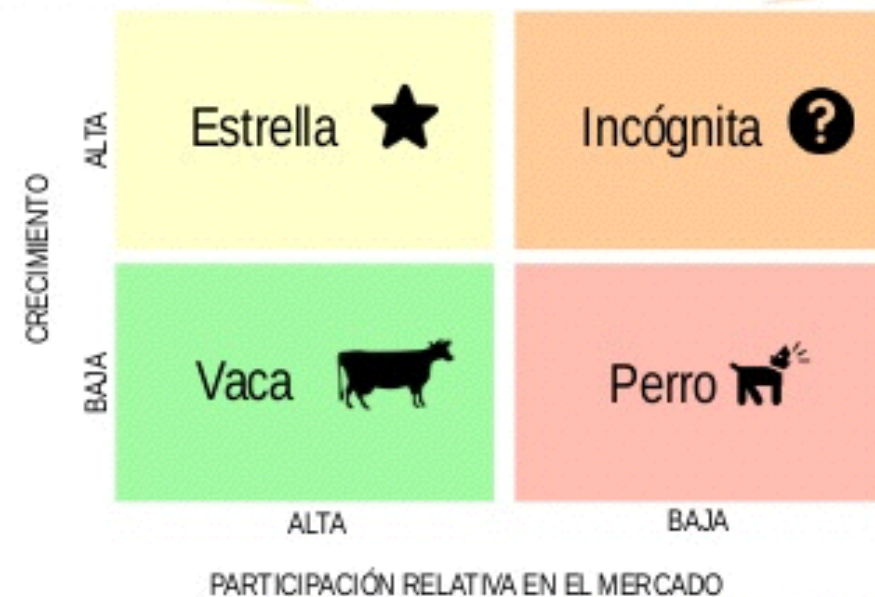 CRECIMIENTO
ALTA
Estrella
Incógnita ?
BAJA
Vaca
Perro
ALTA
BAJA
PARTICIPACIÓN RELATIVA EN EL MERCADO